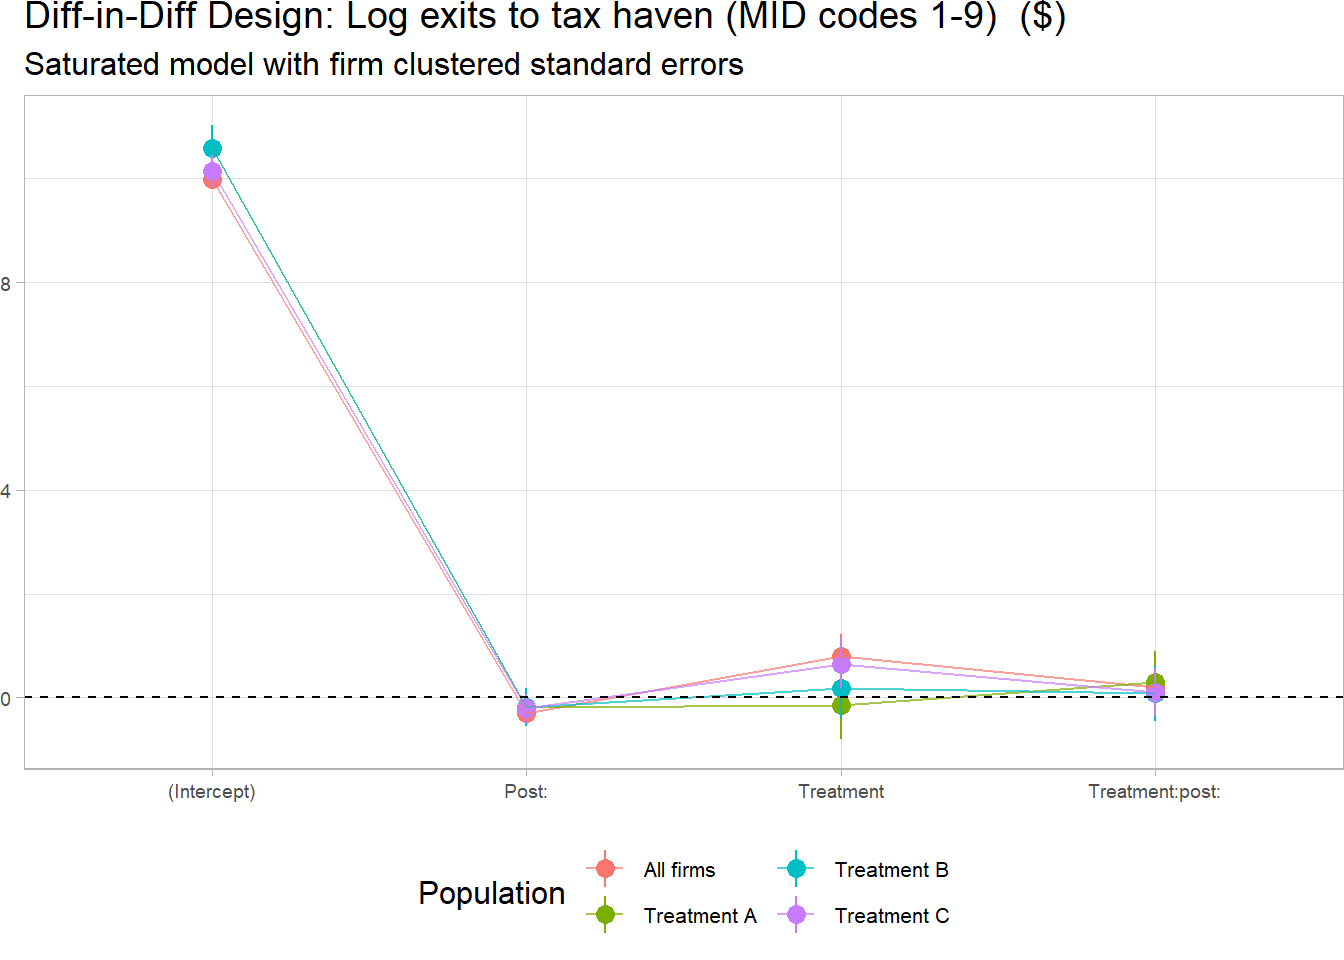 Diff-in-Diff Design: Log exits to tax haven (MID codes 1-9)  ($)
Saturated model with firm clustered standard errors
8
4
0
(Intercept) Post: Treatment Treatment:post:
Population
All firms Treatment B
Treatment A Treatment C